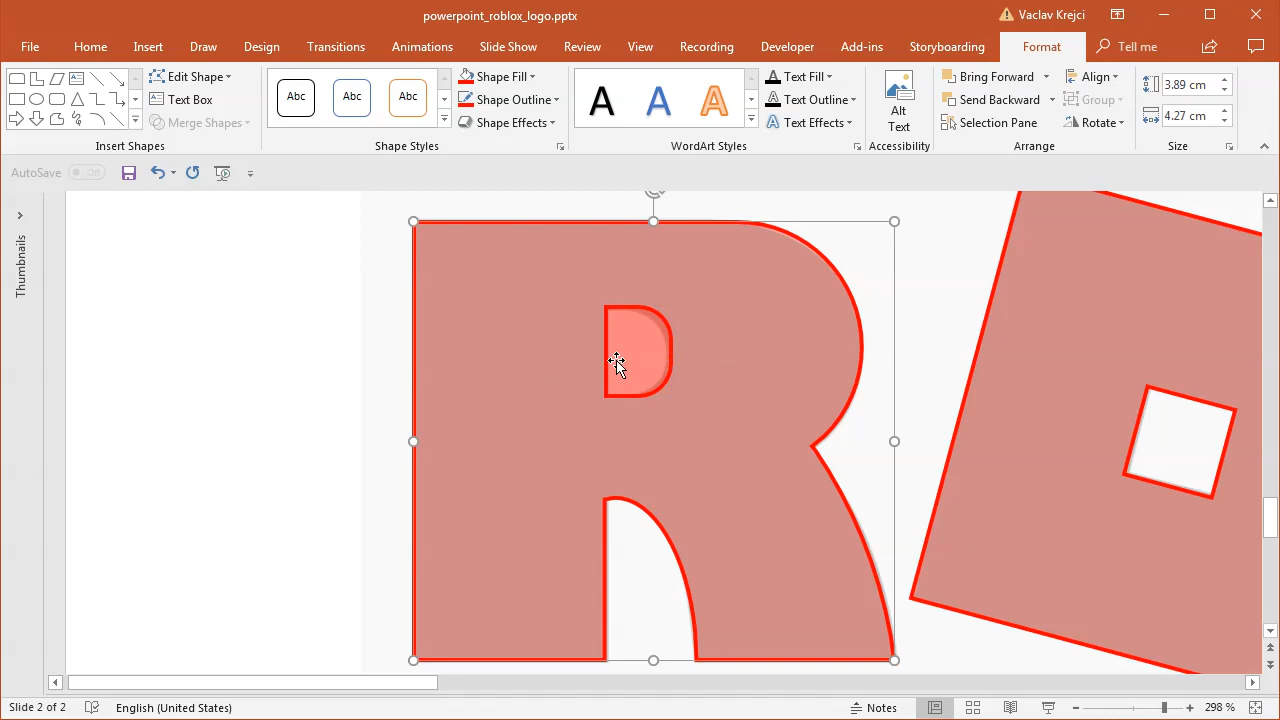 powerpoint_roblox_logo.pptx
Vaclav Krejci
File Home Insert Draw Design Transitions Animations Slide Show Review View Recording Developer Add-ins Storyboarding Format Tell me
Edit Shape
Text Box
Merge Shapes
Insert Shapes
Abc Abc Abc
Shape Fill
Shape Outline
Shape Effects
Shape Styles
A A A
Text Fill
Text Outline
Text Effects
WordArt Styles
Alt
Text
Accessibility
Bring Forward
Send Backward
Selection Pane
Align
Group
Rotate
Arrange
3.89 cm
4.27 cm
Size
AutoSave Off
Thumbnails
R
Slide 2 of 2 English (United States) Notes 298 %